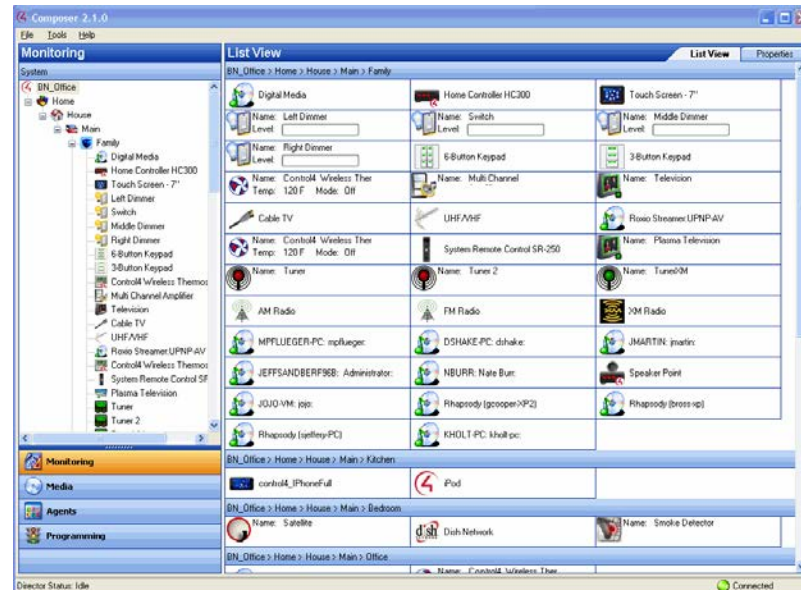 Composer 2.1.0
File Tools Help
Monitoring
System
BN_Office
Home
House
Main
Family
Digital Media
Home Controller HC300
Touch Screen - 7"
Left Dimmer
Switch
Middle Dimmer
Right Dimmer
6-Button Keypad
3-Button Keypad
Control4 Wireless Thermos
Multi Channel Amplifier
Television
Cable TV
UHF/VHF
Roxio Streamer:UPNP-AV
Control4 Wireless Thermos
System Remote Control SR
Plasma Television
Tuner
Tuner 2
Monitoring
Media
Agents
Programming
Director Status: Idle
List View List View Properties
BN_Office > Home > House > Main > Family
Digital Media Home Controller HC300 Touch Screen - 7"
Name: Left Dimmer Name: Switch Name: Middle Dimmer
Level: Level: Level:
Name: Right Dimmer 6-Button Keypad 3-Button Keypad
Level:
Name: Control4 Wireless Ther Name: Multi Channel Name: Television
Temp: 120 F Mode: Off
Cable TV UHF/VHF Roxio Streamer:UPNP-AV
Name: Control4 Wireless Ther System Remote Control SR-250 Name: Plasma Television
Temp: 120 F Mode: Off
Name: Tuner Name: Tuner 2 Name: TunerXM
AM Radio FM Radio XM Radio
MPFLUEGER-PC: mpflueger: DSHAKE-PC: dshake: JMARTIN: jmartin:
JEFFSANDBERF96B: Administrator: NBURR: Nate Burr: Speaker Point
JOJO-VM: jojo: Rhapsody (gcooper-XP2) Rhapsody (bross-xp)
Rhapsody (sjeffery-PC) KHOLT-PC: kholt-pc:
BN_Office > Home > House > Main > Kitchen
control4_IPhoneFull iPod
BN_Office > Home > House > Main > Bedroom
Name: Satellite dish Dish Network Name: Smoke Detector
BN_Office > Home > House > Main > Office
Name: Control4 Wireless Ther
Connected